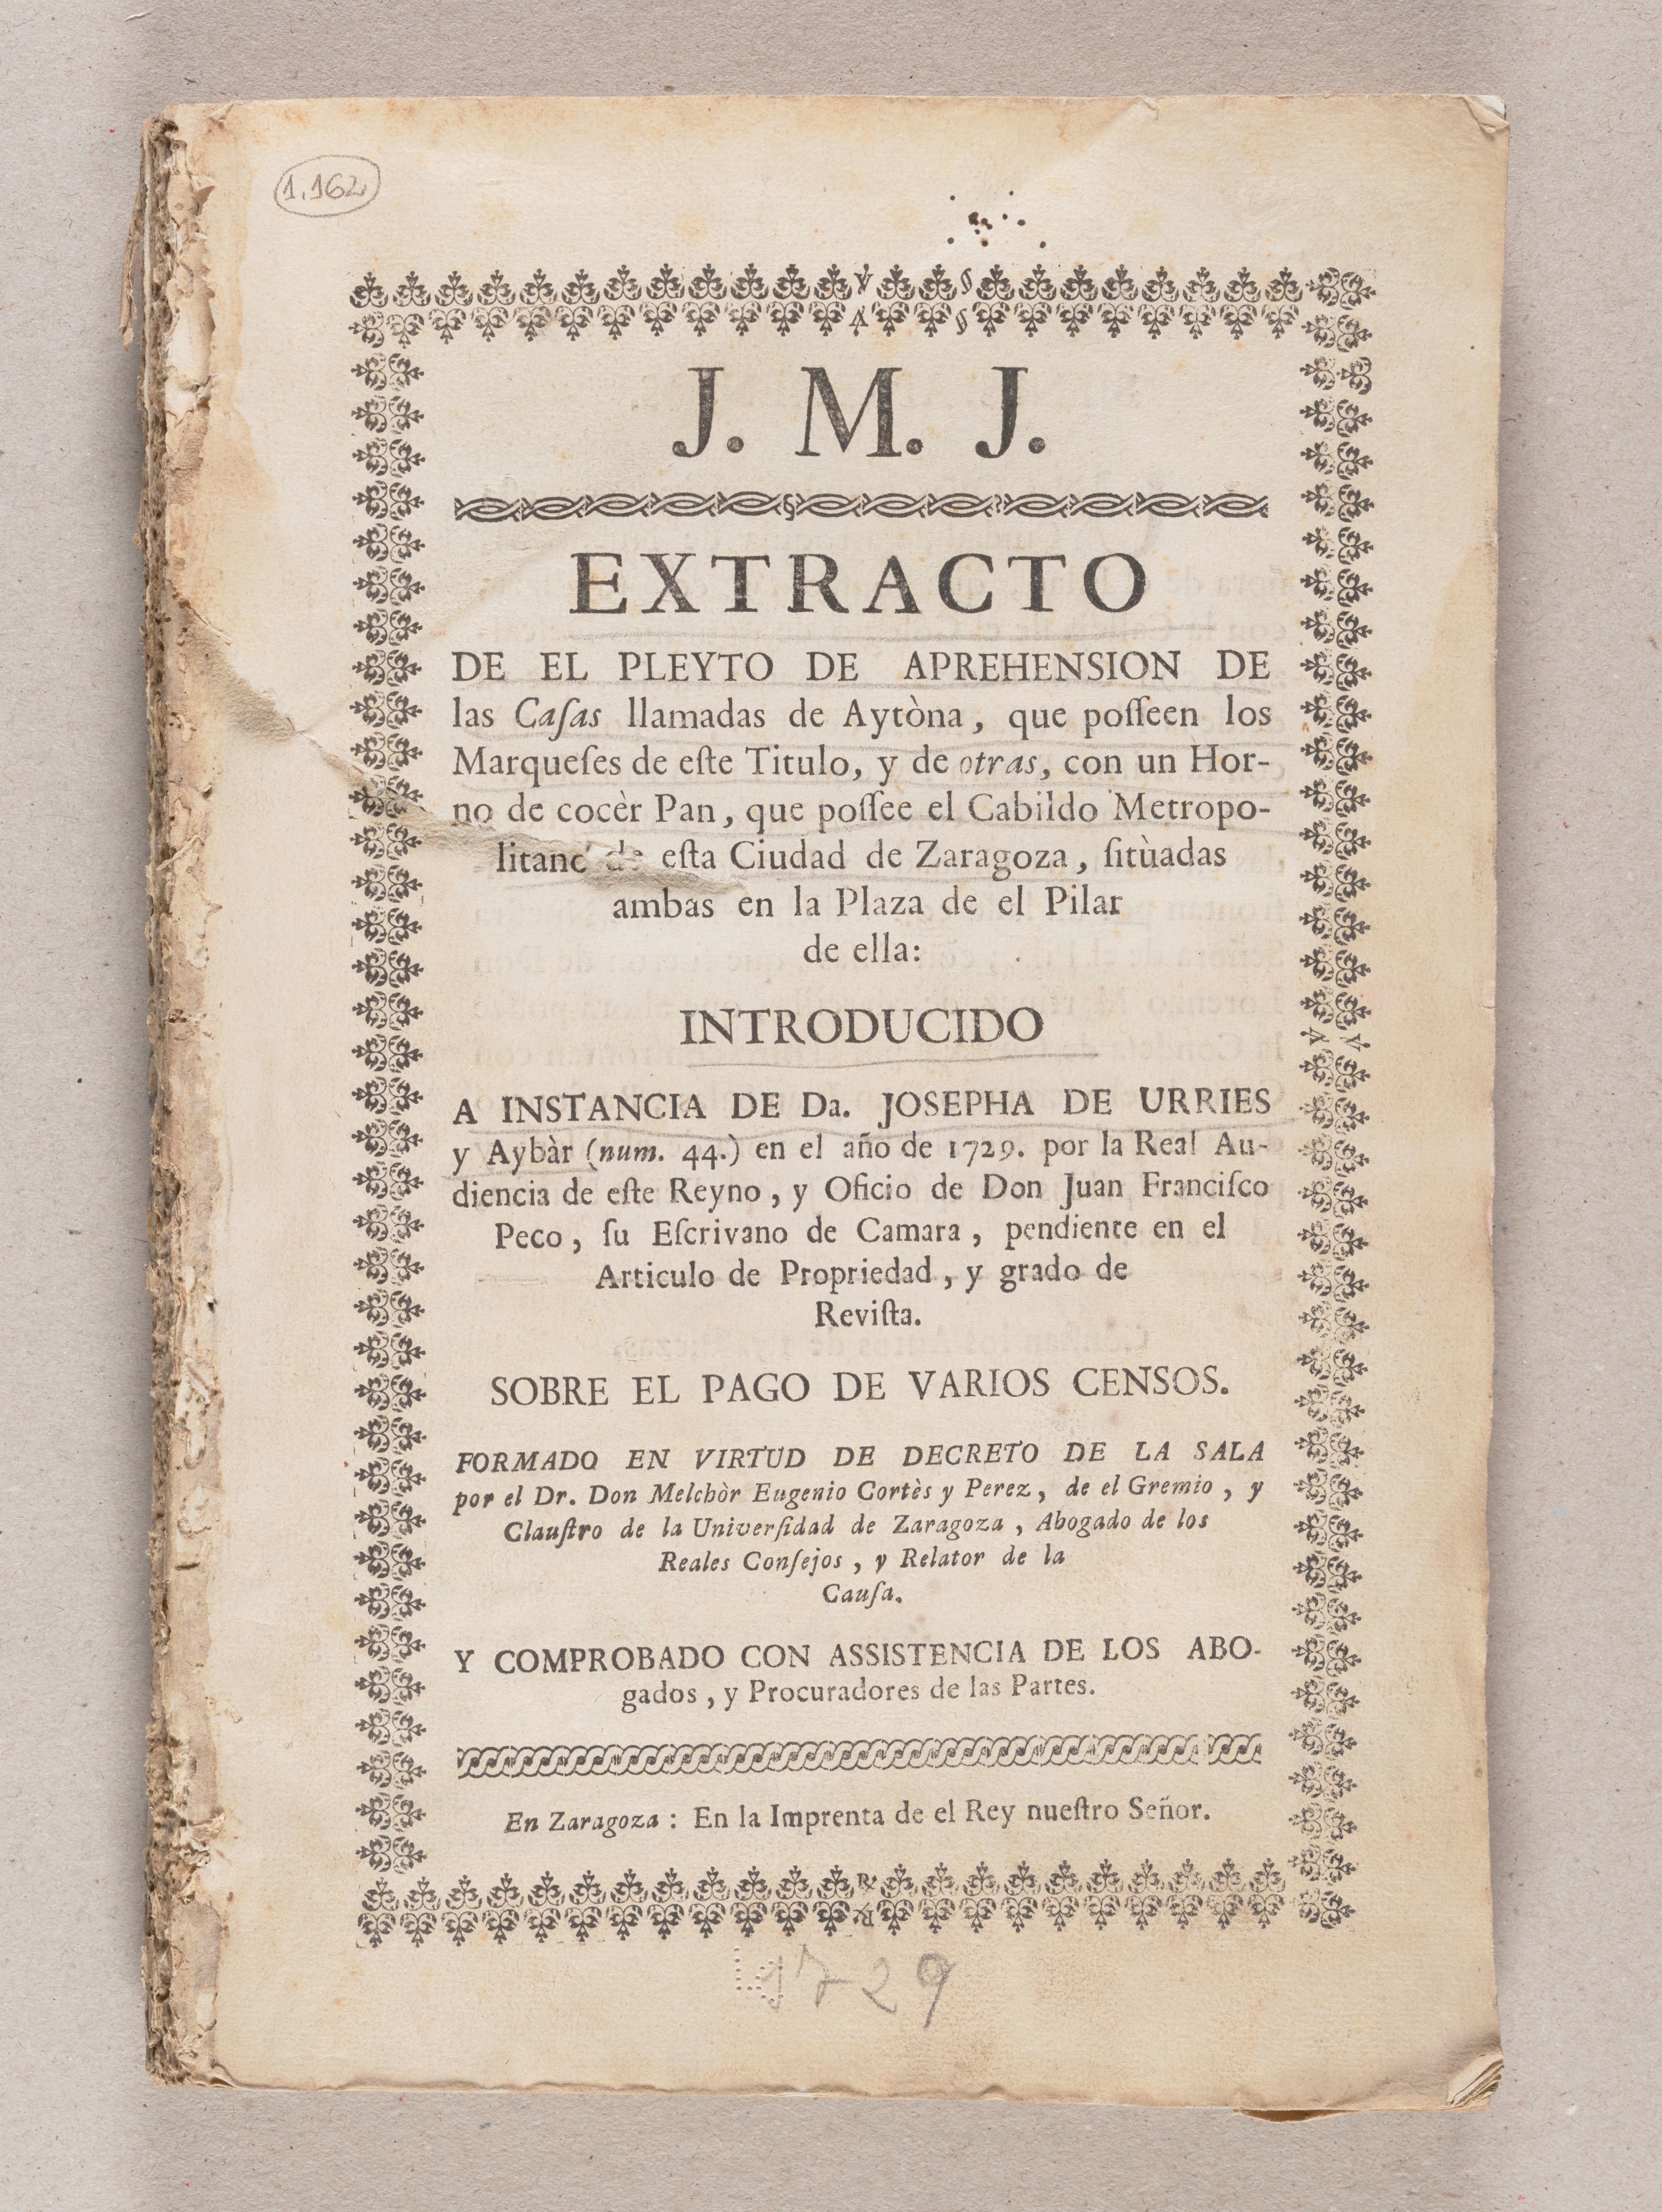 1.162
J. M. J.
EXTRACTO
DE EL PLEYTO DE APREHENSION DE
las Caſas llamadas de Aytòna, que poſſeen los
Marqueſes de eſte Titulo, y de otras, con un Hor-
no de cocèr Pan, que poſſee el Cabildo Metropo-
litano de eſta Ciudad de Zaragoza, ſitùadas
ambas en la Plaza de el Pilar
de ella:
INTRODUCIDO
A INSTANCIA DE Da. JOSEPHA DE URRIES
y Aybàr (num. 44.) en el año de 1729. por la Real Au-
diencia de eſte Reyno, y Oficio de Don Juan Franciſco
Peco, ſu Eſcrivano de Camara, pendiente en el
Articulo de Propriedad, y grado de
Reviſta.
SOBRE EL PAGO DE VARIOS CENSOS.
FORMADO EN VIRTUD DE DECRETO DE LA SALA
por el Dr. Don Melchòr Eugenio Cortès y Perez, de el Gremio, y
Clauſtro de la Univerſidad de Zaragoza, Abogado de los
Reales Conſejos, y Relator de la
Cauſa.
Y COMPROBADO CON ASSISTENCIA DE LOS ABO-
gados, y Procuradores de las Partes.
En Zaragoza: En la Imprenta de el Rey nueſtro Señor.
1729